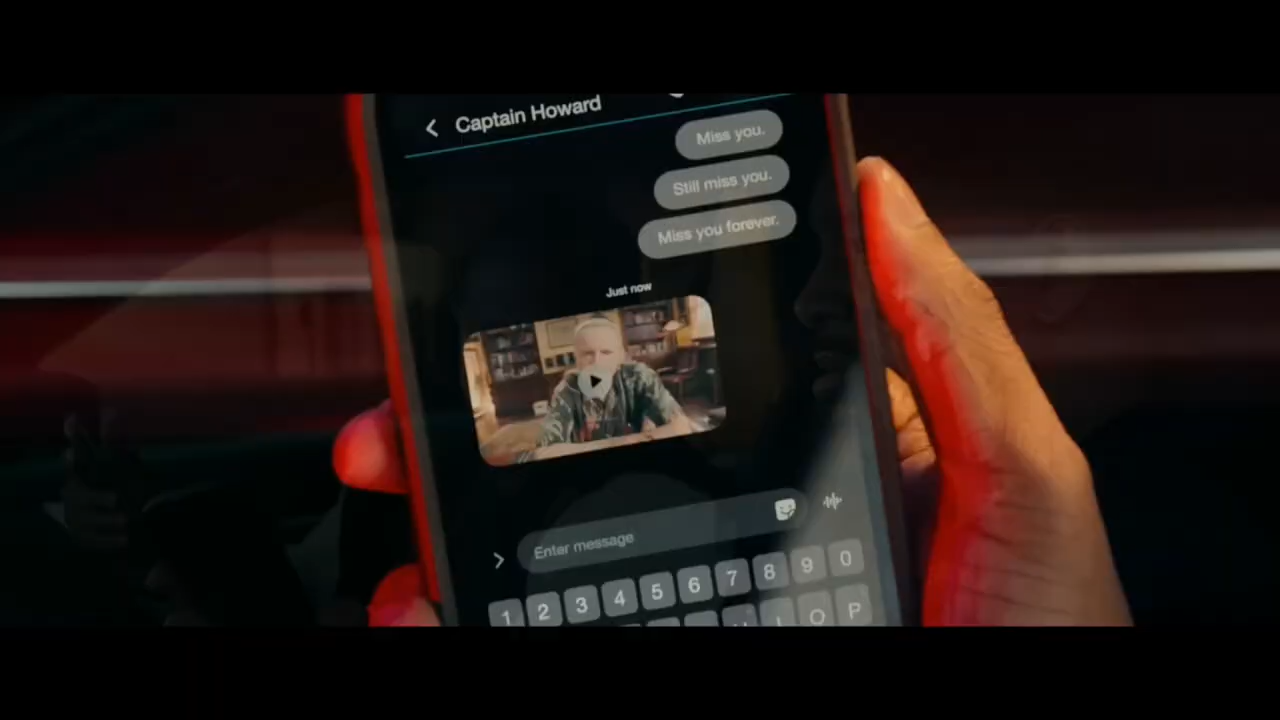 Captain Howard
Miss you.
Still miss you.
Miss you forever.
Just now
Enter message
1 2 3 4 5 6 7 8 9 0
O P